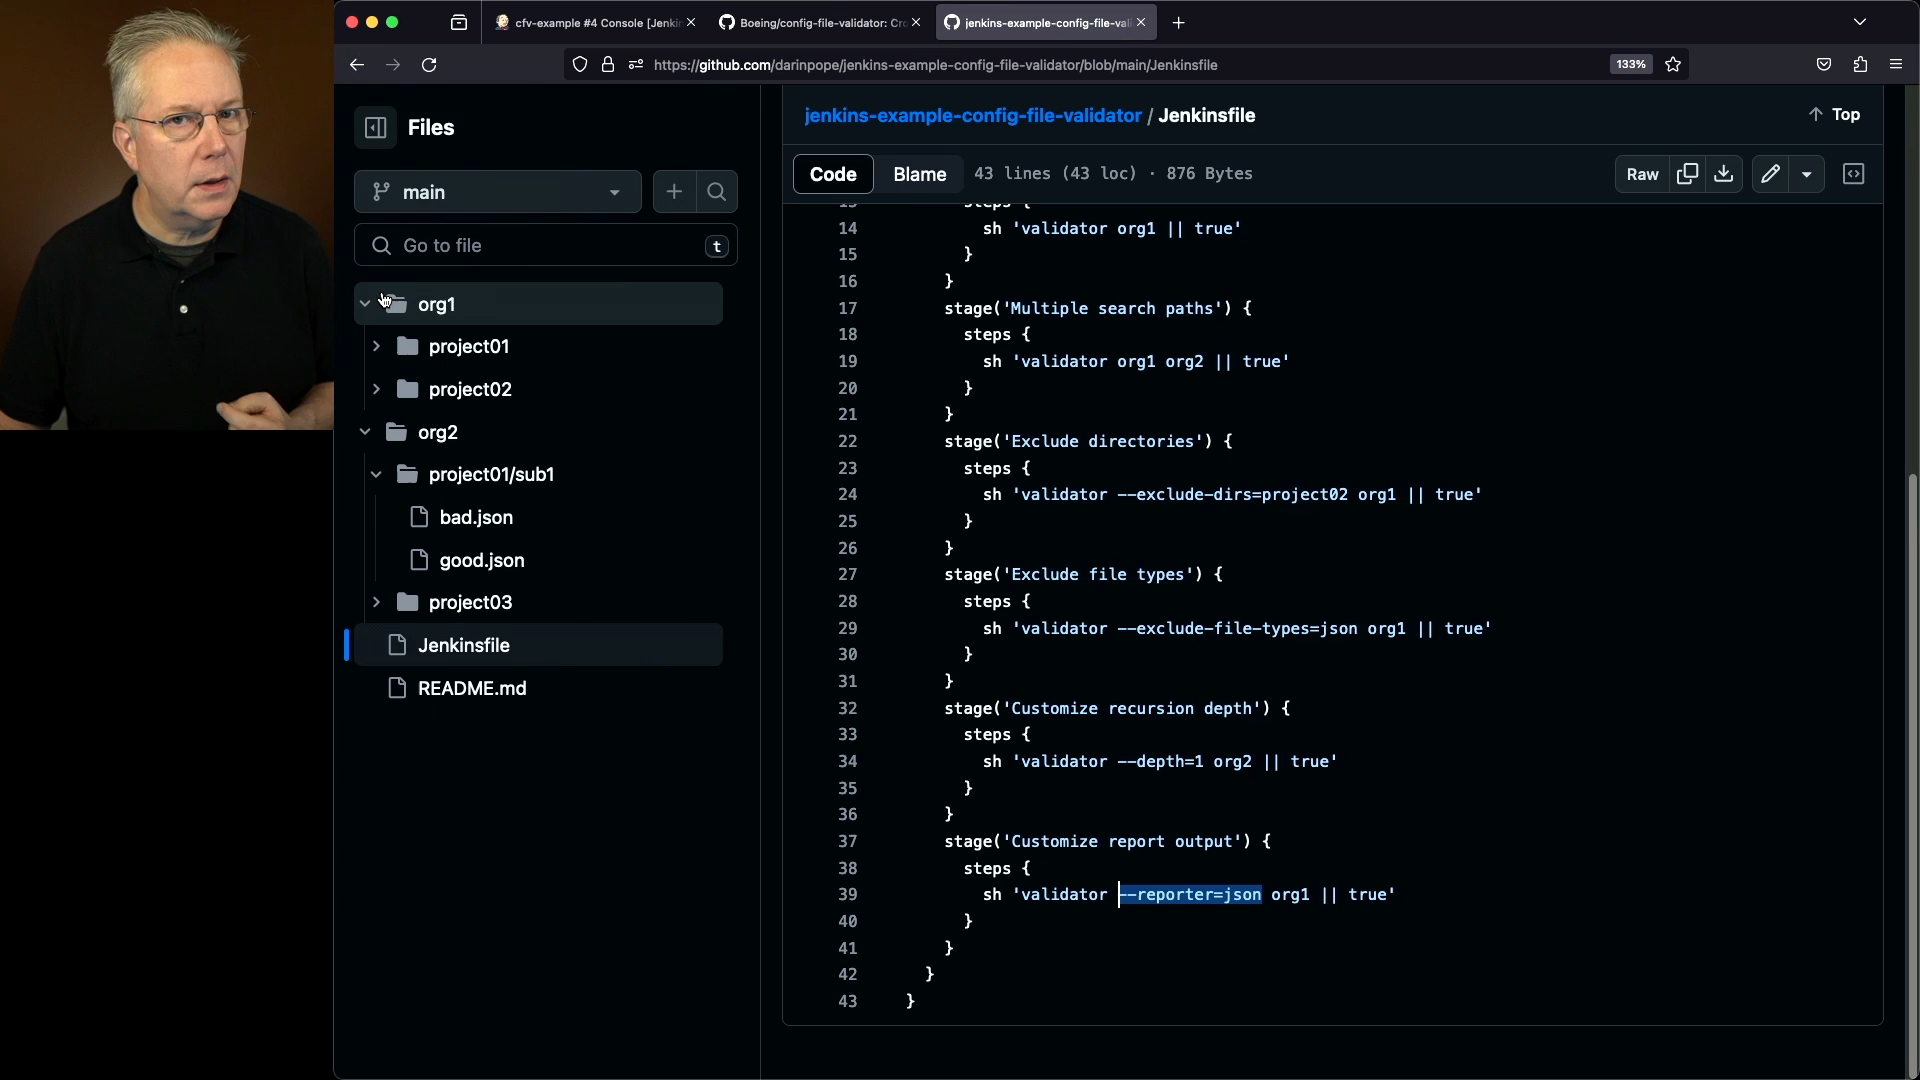 cfv-example #4 Console [Jenki
Boeing/config-file-validator: Cro
jenkins-example-config-file-vali
https://github.com/darinpope/jenkins-example-config-file-validator/blob/main/Jenkinsfile
133%
Files
main
Go to file
t
org1
project01
project02
org2
project01/sub1
bad.json
good.json
project03
Jenkinsfile
README.md
jenkins-example-config-file-validator / Jenkinsfile
Top
Code
Blame
43 lines (43 loc) · 876 Bytes
Raw
13 steps {
14 sh 'validator org1 || true'
15 }
16 }
17 stage('Multiple search paths') {
18 steps {
19 sh 'validator org1 org2 || true'
20 }
21 }
22 stage('Exclude directories') {
23 steps {
24 sh 'validator --exclude-dirs=project02 org1 || true'
25 }
26 }
27 stage('Exclude file types') {
28 steps {
29 sh 'validator --exclude-file-types=json org1 || true'
30 }
31 }
32 stage('Customize recursion depth') {
33 steps {
34 sh 'validator --depth=1 org2 || true'
35 }
36 }
37 stage('Customize report output') {
38 steps {
39 sh 'validator --reporter=json org1 || true'
40 }
41 }
42 }
43 }